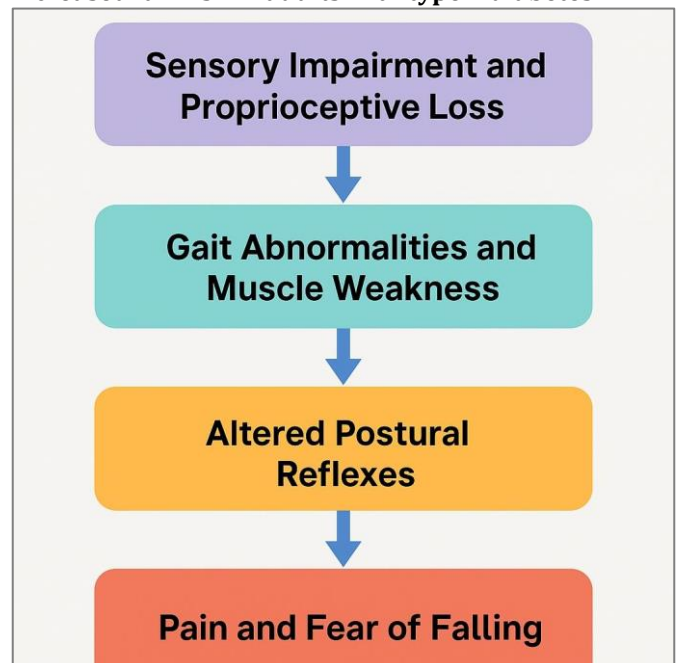 Sensory Impairment and
Proprioceptive Loss
Gait Abnormalities and
Muscle Weakness
Altered Postural
Reflexes
Pain and Fear of Falling